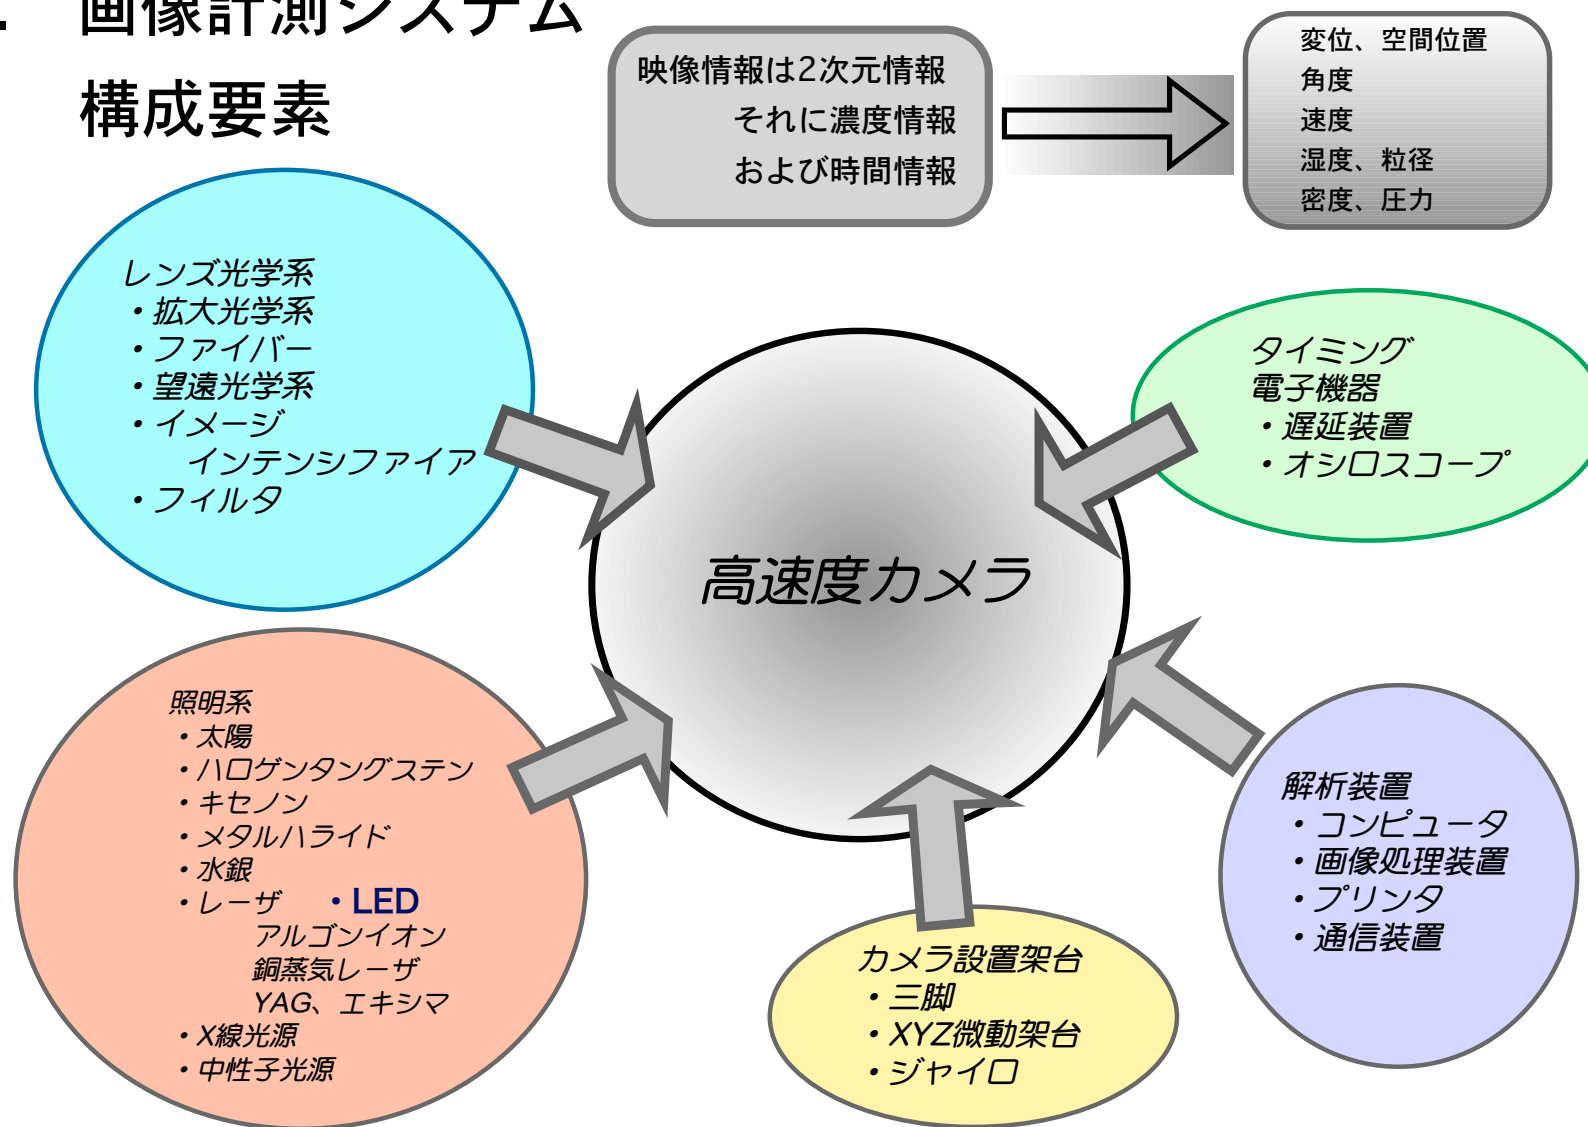 画像計測システム
構成要素
映像情報は2次元情報
それに濃度情報
および時間情報
変位、空間位置
角度
速度
湿度、粒径
密度、圧力
レンズ光学系
・拡大光学系
・ファイバー
・望遠光学系
・イメージ
インテンシファイア
・フィルタ
タイミング
電子機器
・遅延装置
・オシロスコープ
高速度カメラ
照明系
・太陽
・ハロゲンタングステン
・キセノン
・メタルハライド
・水銀
・レーザ ・LED
アルゴンイオン
銅蒸気レーザ
YAG、エキシマ
・X線光源
・中性子光源
カメラ設置架台
・三脚
・XYZ微動架台
・ジャイロ
解析装置
・コンピュータ
・画像処理装置
・プリンタ
・通信装置